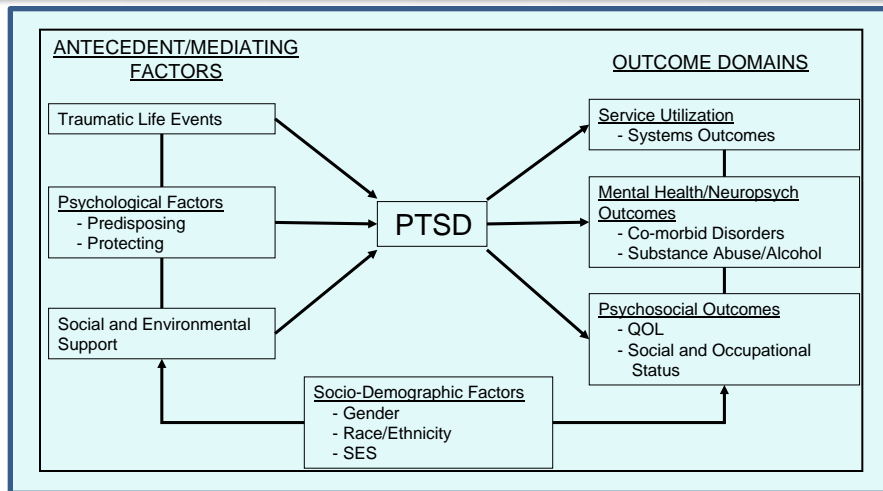 ANTECEDENT/MEDIATING
FACTORS
Traumatic Life Events
Psychological Factors
- Predisposing
- Protecting
Social and Environmental
Support
PTSD
OUTCOME DOMAINS
Service Utilization
- Systems Outcomes
Mental Health/Neuropsych
Outcomes
- Co-morbid Disorders
- Substance Abuse/Alcohol
Psychosocial Outcomes
- QOL
- Social and Occupational
Status
Socio-Demographic Factors
- Gender
- Race/Ethnicity
- SES